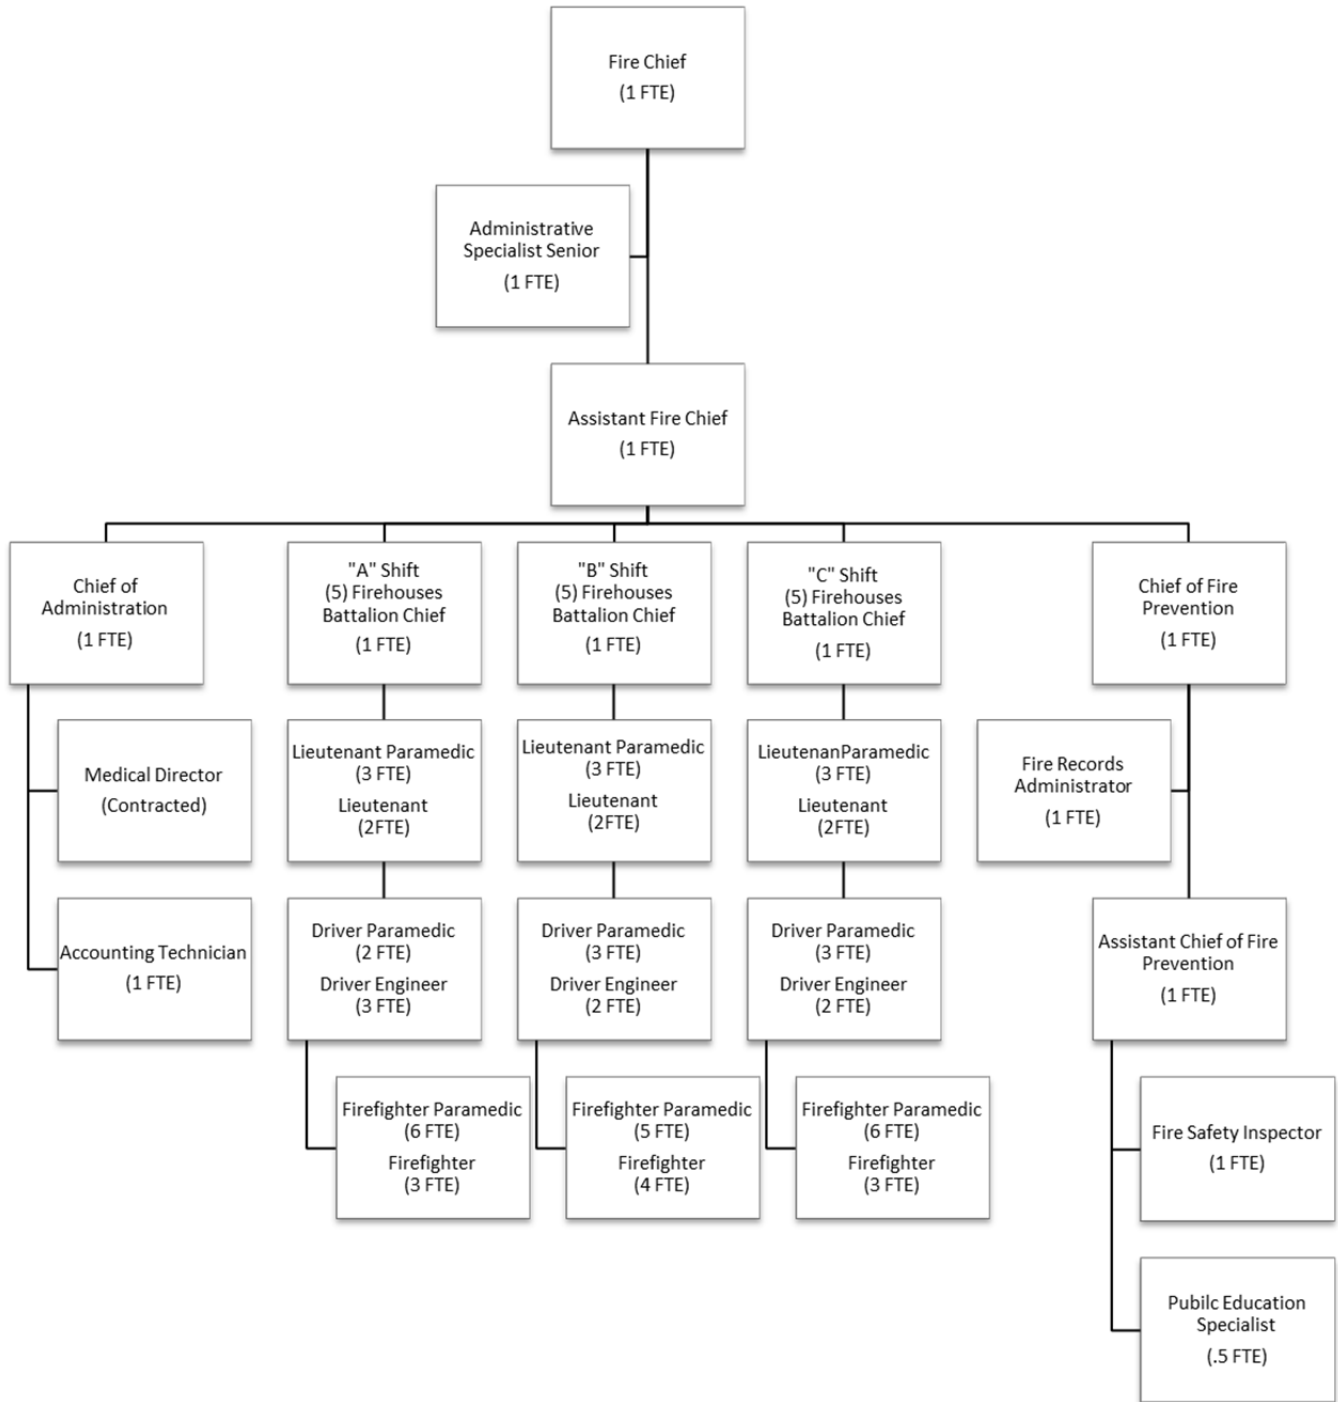 Fire Chief
(1 FTE)
Administrative
Specialist Senior
(1 FTE)
Assistant Fire Chief
(1 FTE)
Chief of
Administration
(1 FTE)
"A" Shift
(5) Firehouses
Battalion Chief
(1 FTE)
"B" Shift
(5) Firehouses
Battalion Chief
(1 FTE)
"C" Shift
(5) Firehouses
Battalion Chief
(1 FTE)
Chief of Fire
Prevention
(1 FTE)
Medical Director
(Contracted)
Lieutenant Paramedic
(3 FTE)
Lieutenant
(2FTE)
Lieutenant Paramedic
(3 FTE)
Lieutenant
(2FTE)
LieutenanParamedic
(3 FTE)
Lieutenant
(2FTE)
Fire Records
Administrator
(1 FTE)
Accounting Technician
(1 FTE)
Driver Paramedic
(2 FTE)
Driver Engineer
(3 FTE)
Driver Paramedic
(3 FTE)
Driver Engineer
(2 FTE)
Driver Paramedic
(3 FTE)
Driver Engineer
(2 FTE)
Assistant Chief of Fire
Prevention
(1 FTE)
Firefighter Paramedic
(6 FTE)
Firefighter
(3 FTE)
Firefighter Paramedic
(5 FTE)
Firefighter
(4 FTE)
Firefighter Paramedic
(6 FTE)
Firefighter
(3 FTE)
Fire Safety Inspector
(1 FTE)
Pubilc Education
Specialist
(.5 FTE)